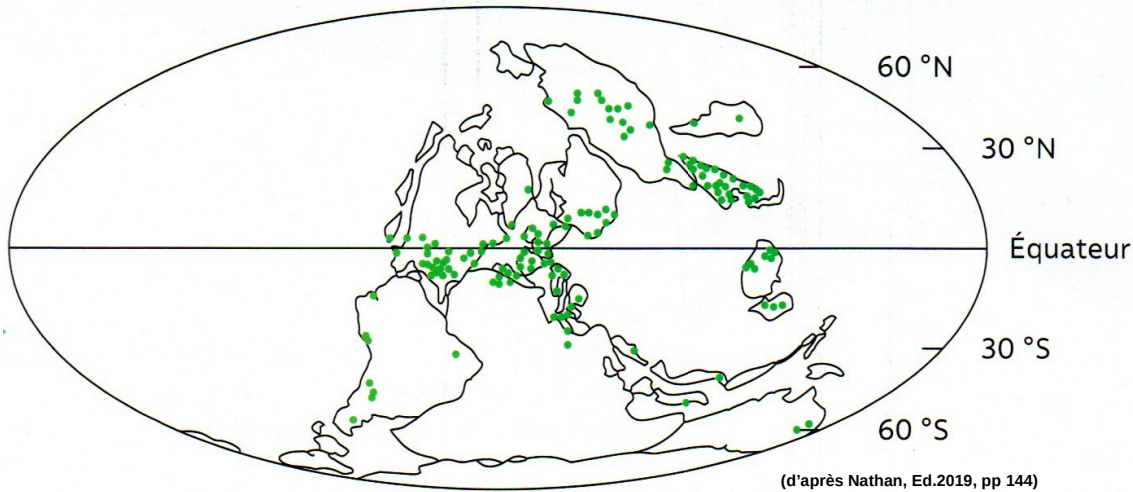 60 °N
30 °N
Équateur
30 °S
60 °S
(d'après Nathan, Ed.2019, pp 144)